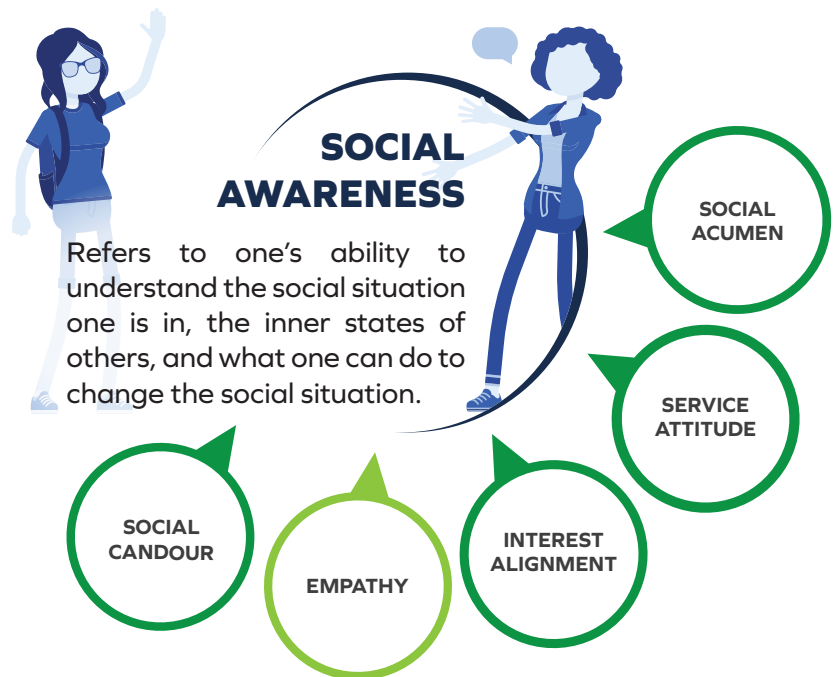 SOCIAL
AWARENESS
Refers to one’s ability to
understand the social situation
one is in, the inner states of
others, and what one can do to
change the social situation.
SOCIAL
ACUMEN
SERVICE
ATTITUDE
INTEREST
ALIGNMENT
EMPATHY
SOCIAL
CANDOUR